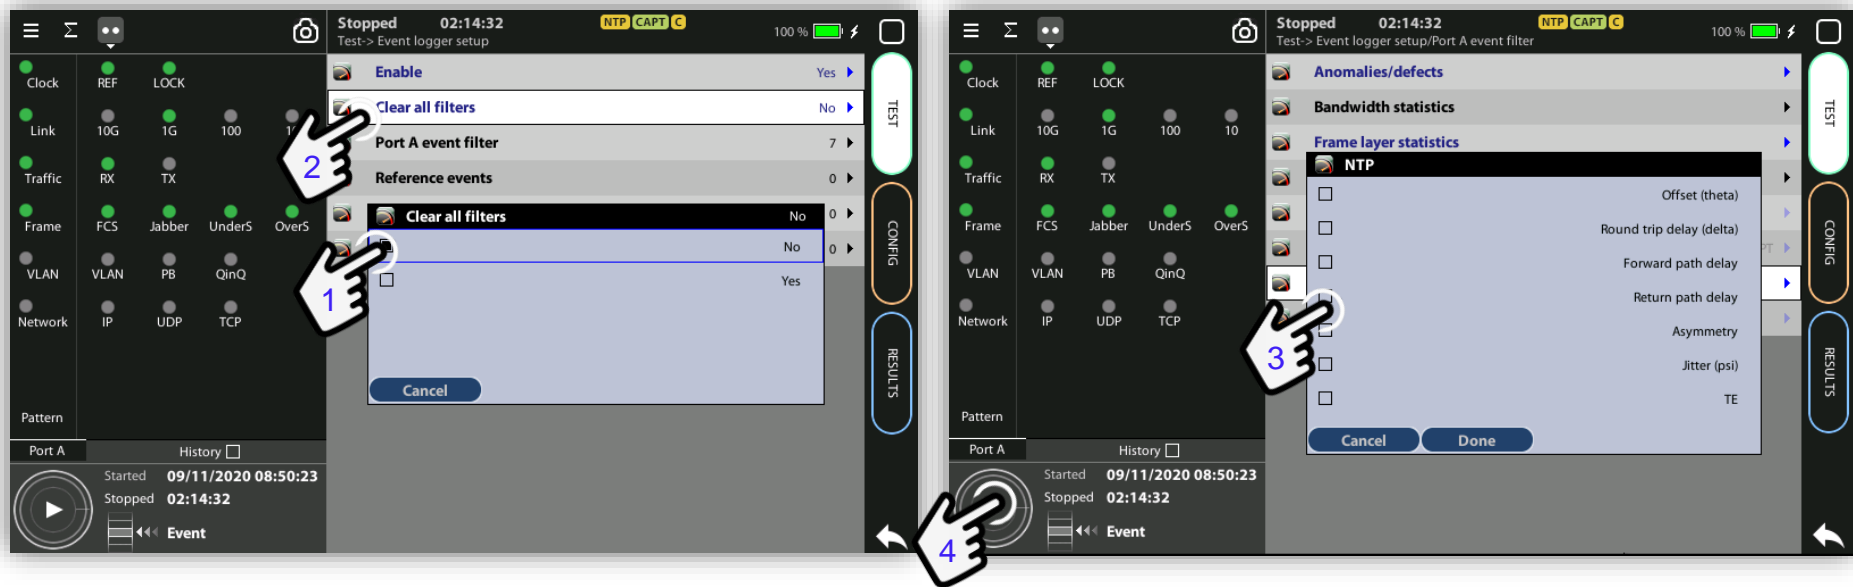 Stopped 02:14:32 NTP CAPT C 100 %
Test-> Event logger setup
Clock REF LOCK
Link 10G 1G 100
Traffic RX TX
Frame FCS Jabber UnderS OverS
VLAN VLAN PB QinQ
Network IP UDP TCP
Pattern
Port A History
Started 09/11/2020 08:50:23
Stopped 02:14:32
Event
Enable Yes
Clear all filters No
Port A event filter 7
Reference events 0
0
0
Clear all filters No
No
Yes
Cancel
TEST
CONFIG
RESULTS
2
1
Stopped 02:14:32 NTP CAPT C 100 %
Test-> Event logger setup/Port A event filter
Clock REF LOCK
Link 10G 1G 100 10
Traffic RX TX
Frame FCS Jabber UnderS OverS
VLAN VLAN PB QinQ
Network IP UDP TCP
Pattern
Port A History
Started 09/11/2020 08:50:23
Stopped 02:14:32
Event
Anomalies/defects
Bandwidth statistics
Frame layer statistics
NTP
Offset (theta)
Round trip delay (delta)
Forward path delay
Return path delay
Asymmetry
Jitter (psi)
TE
Cancel Done
TEST
CONFIG
RESULTS
3
4